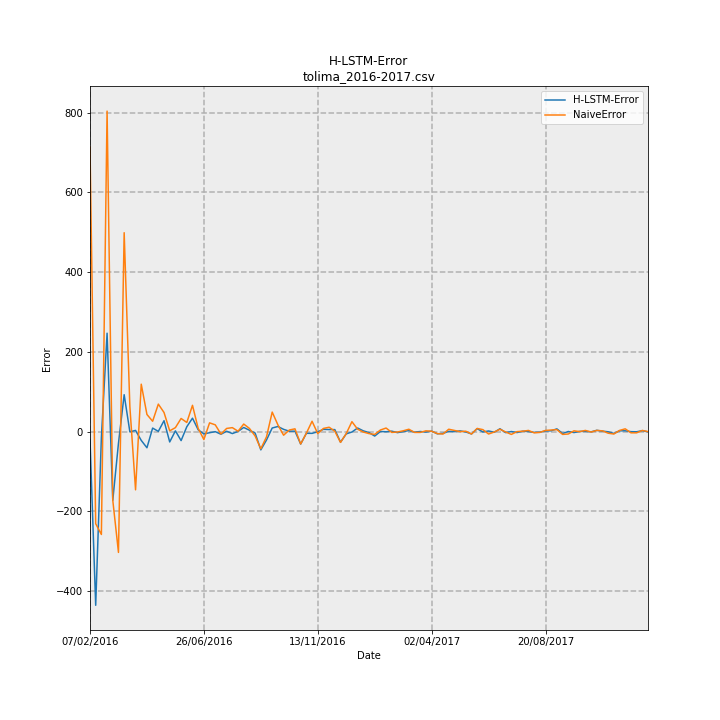 H-LSTM-Error
tolima_2016-2017.csv
H-LSTM-Error
NaiveError
800
600
400
200
0
−200
−400
Error
07/02/2016
26/06/2016
13/11/2016
02/04/2017
20/08/2017
Date